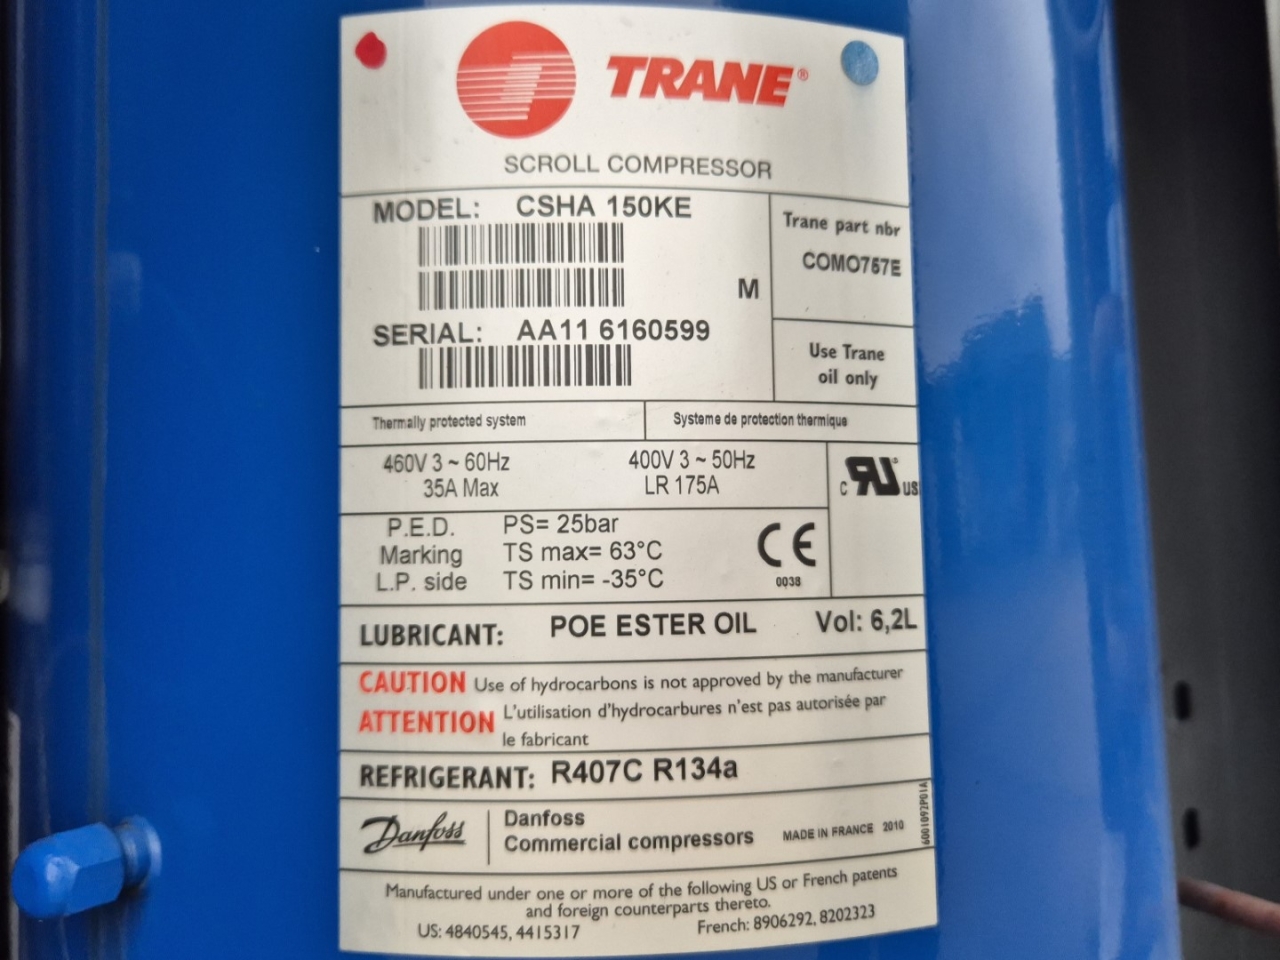 TRANE®
SCROLL COMPRESSOR
MODEL: CSHA 150KE
M
SERIAL: AA11 6160599
Trane part nbr
COM0767E
Use Trane
oil only
Thermally protected system
Systeme de protection thermique
460V 3 ~ 60Hz
35A Max
400V 3 ~ 50Hz
LR 175A
c RU us
P.E.D.
Marking
L.P. side
PS= 25bar
TS max= 63°C
TS min= -35°C
CE
0038
LUBRICANT: POE ESTER OIL Vol: 6,2L
CAUTION Use of hydrocarbons is not approved by the manufacturer
ATTENTION L'utilisation d'hydrocarbures n'est pas autorisée par
le fabricant
REFRIGERANT: R407C R134a
Danfoss
Danfoss
Commercial compressors
MADE IN FRANCE 2010
6001092P01A
Manufactured under one or more of the following US or French patents
and foreign counterparts thereto.
US: 4840545, 4415317
French: 8906292, 8202323